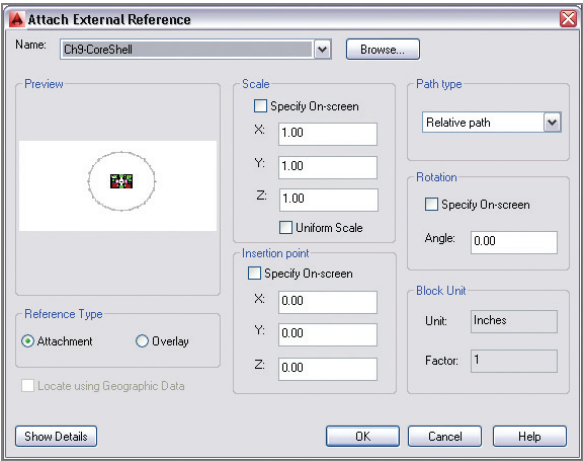 Attach External Reference
Name: Ch9-CoreShell Browse...
Preview
Reference Type
Attachment Overlay
Locate using Geographic Data
Scale
Specify On-screen
X: 1.00
Y: 1.00
Z: 1.00
Uniform Scale
Insertion point
Specify On-screen
X: 0.00
Y: 0.00
Z: 0.00
Path type
Relative path
Rotation
Specify On-screen
Angle: 0.00
Block Unit
Unit: Inches
Factor: 1
Show Details OK Cancel Help